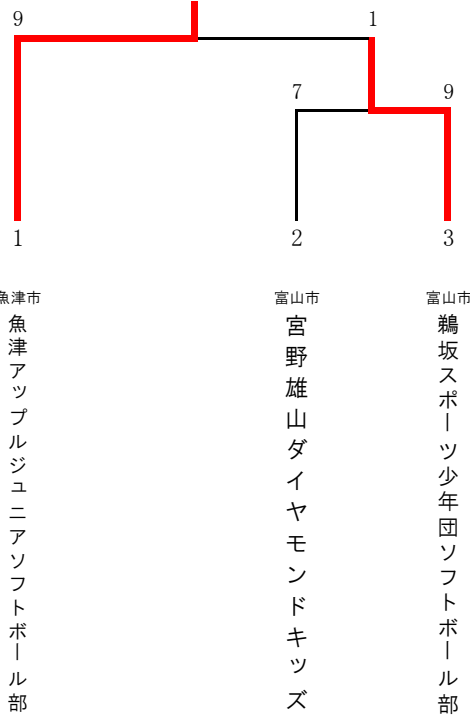 9
1
7
9
1
2
3
魚津市
富山市
富山市
魚津アップルジュニアソフトボール部
宮野雄山ダイヤモンドキッズ
鵜坂スポーツ少年団ソフトボール部